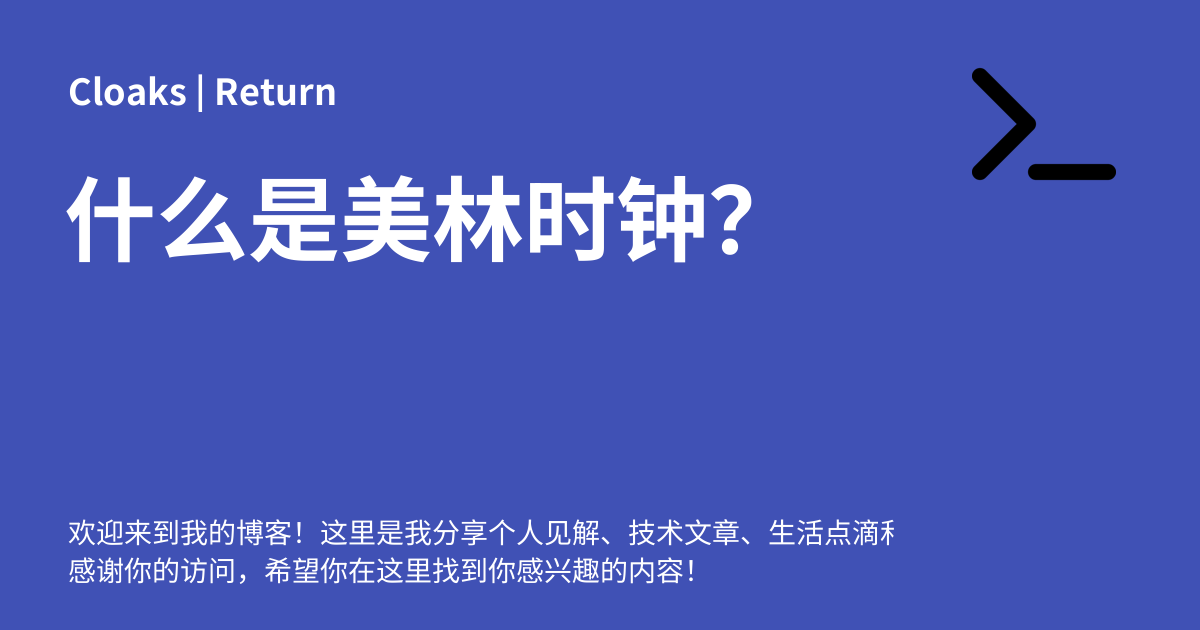 Cloaks | Return
什么是美林时钟？
欢迎来到我的博客！这里是我分享个人见解、技术文章、生活点滴
感谢你的访问，希望你在这里找到你感兴趣的内容！